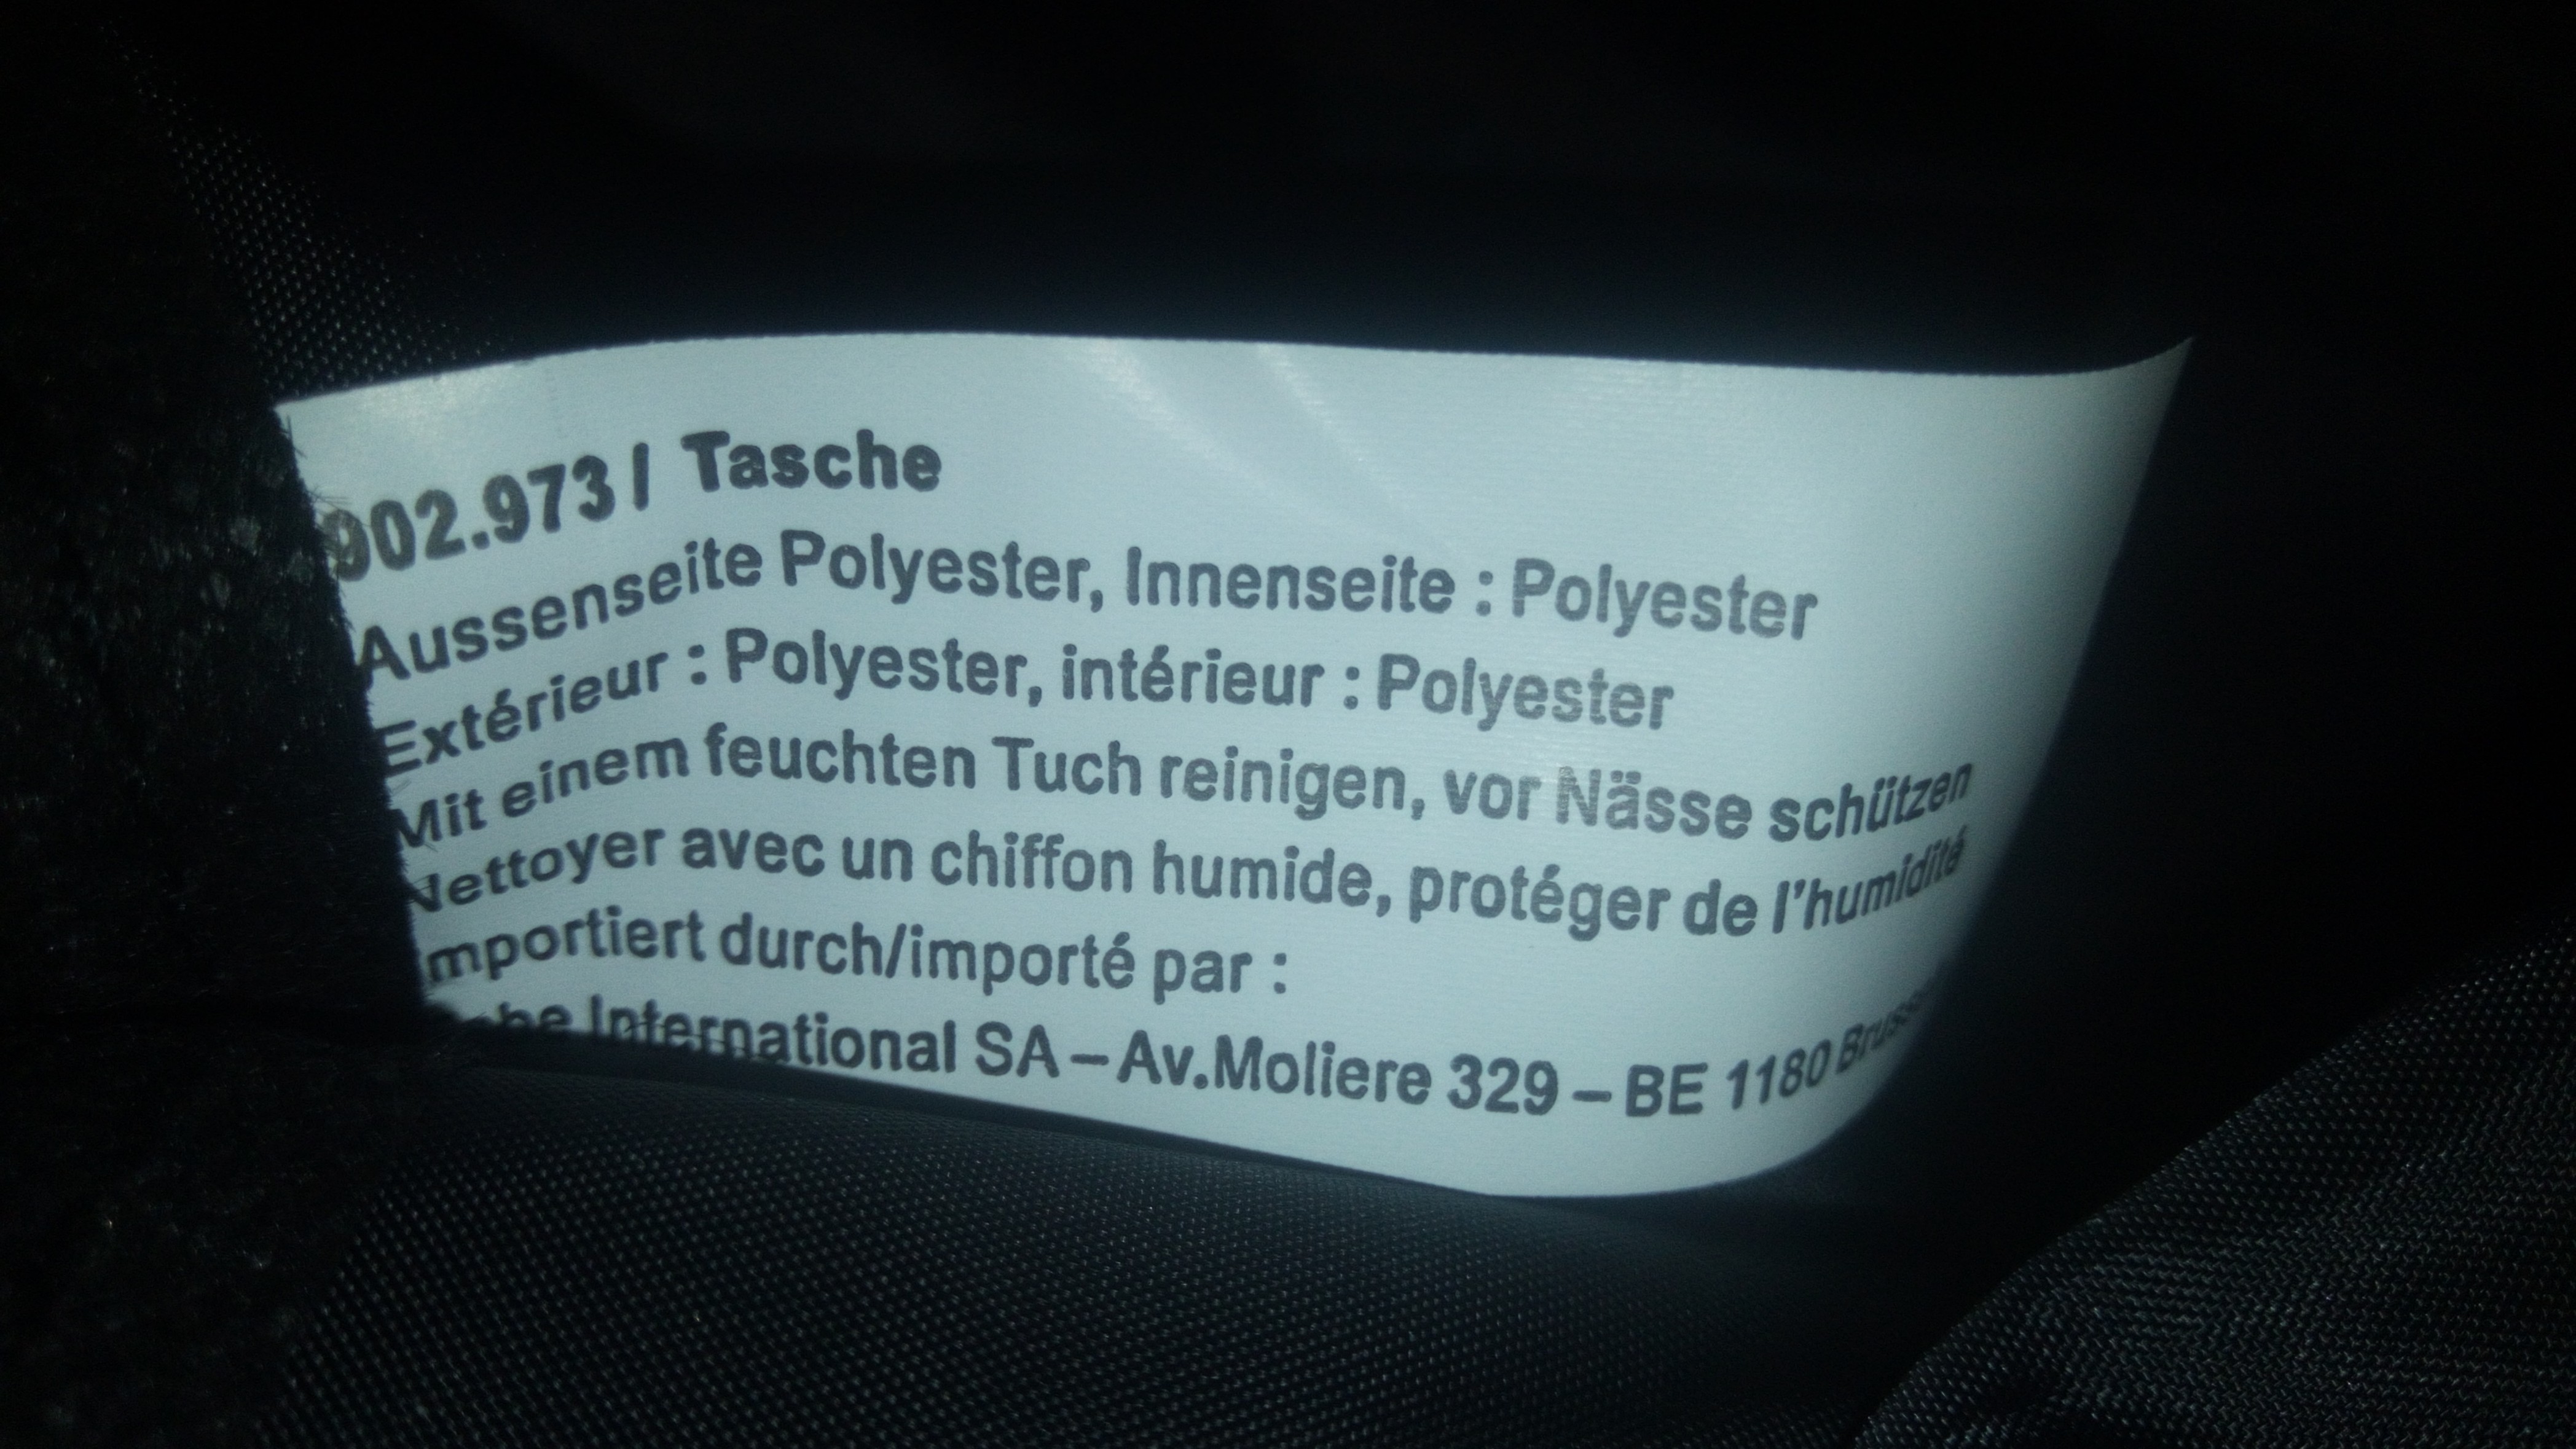 902.973/ Tasche
Aussenseite Polyester, Innenseite : Polyester
Extérieur : Polyester, intérieur : Polyester
Mit einem feuchten Tuch reinigen, vor Nässe schützen
Nettoyer avec un chiffon humide, protéger de l'humidité
Importiert durch/importé par :
International SA – Av.Moliere 329 – BE 1180